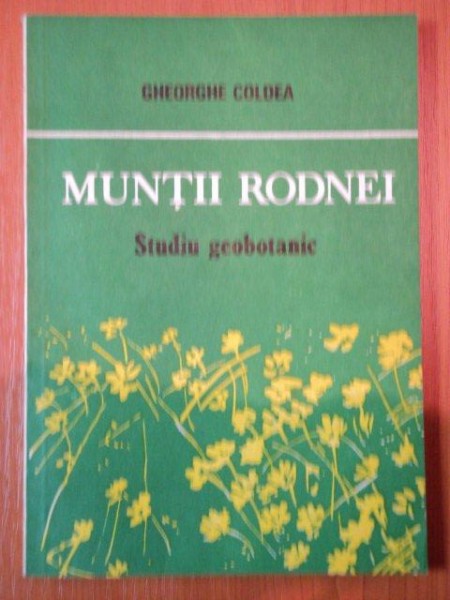 GHEORGHE COLDEA
MUNȚII RODNEI
Studiu geobotanic